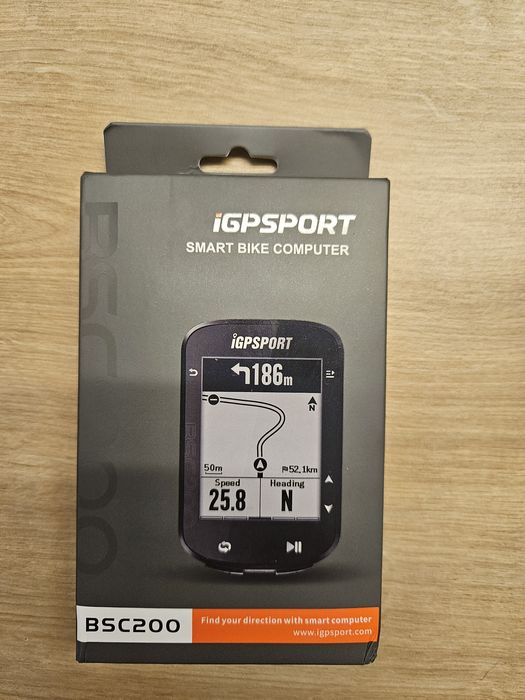 iGPSPORT
SMART BIKE COMPUTER
BSC200
iGPSPORT
186m
N
50m
52.1km
Speed
Heading
25.8
N
BSC200
Find your direction with smart computer
www.igpsport.com